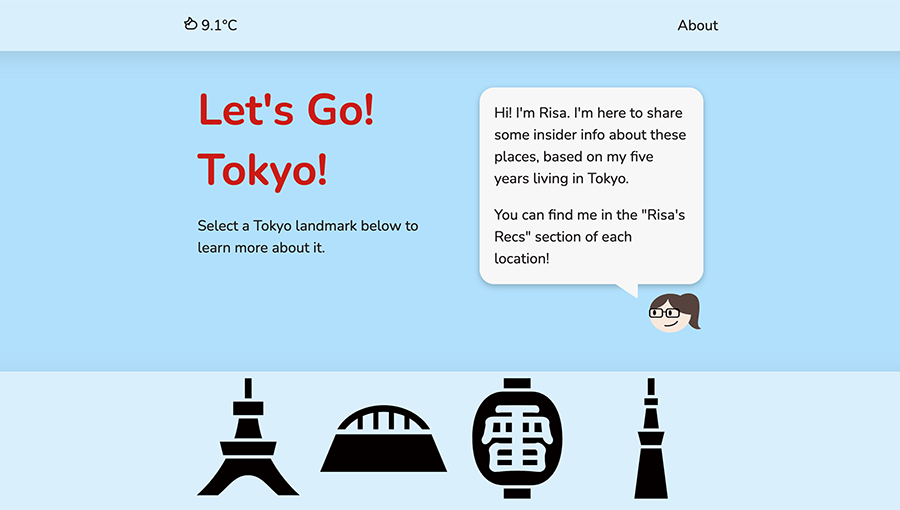 9.1°C
About
Let's Go!
Tokyo!
Select a Tokyo landmark below to
learn more about it.
Hi! I'm Risa. I'm here to share
some insider info about these
places, based on my five
years living in Tokyo.
You can find me in the "Risa's
Recs" section of each
location!